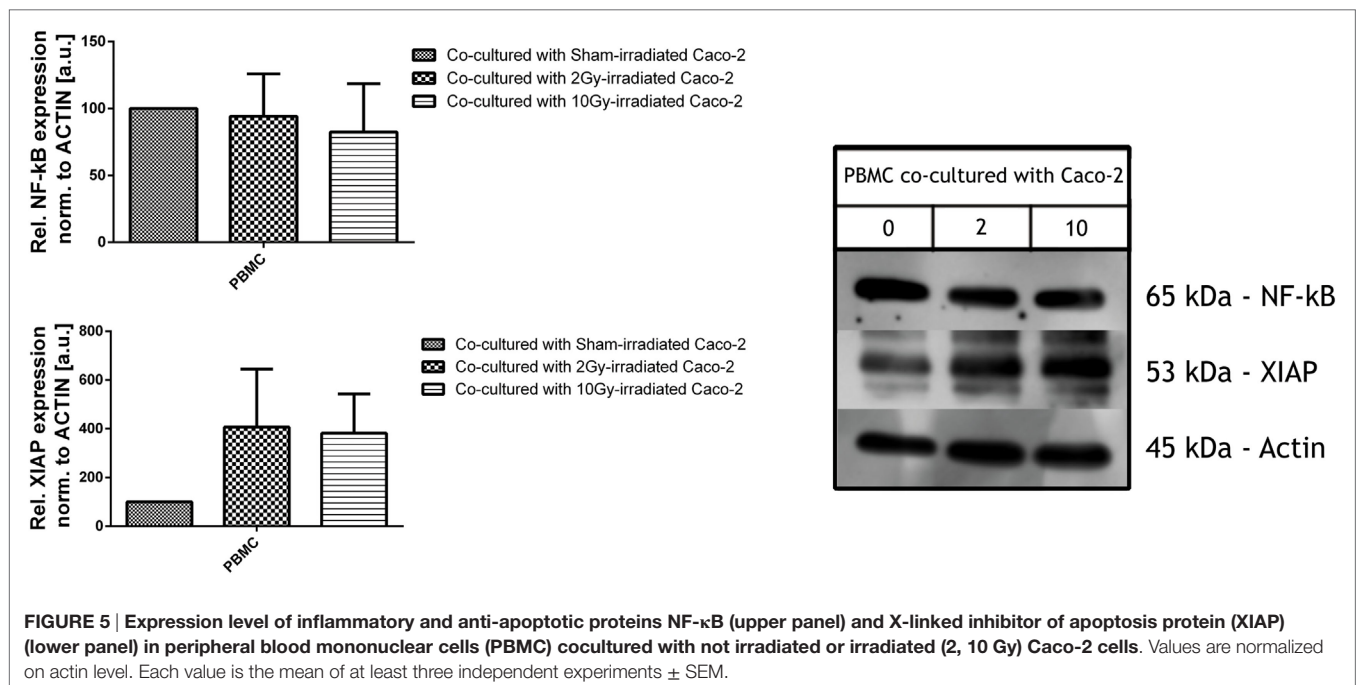 Rel. NF-kB expression
norm. to ACTIN [a.u.]
150
100
50
0
PBMC
Co-cultured with Sham-irradiated Caco-2
Co-cultured with 2Gy-irradiated Caco-2
Co-cultured with 10Gy-irradiated Caco-2
Rel. XIAP expression
norm. to ACTIN [a.u.]
800
600
400
200
0
PBMC
Co-cultured with Sham-irradiated Caco-2
Co-cultured with 2Gy-irradiated Caco-2
Co-cultured with 10Gy-irradiated Caco-2
PBMC co-cultured with Caco-2
0 2 10
65 kDa - NF-kB
53 kDa - XIAP
45 kDa - Actin
FIGURE 5 | Expression level of inflammatory and anti-apoptotic proteins NF-κB (upper panel) and X-linked inhibitor of apoptosis protein (XIAP)
(lower panel) in peripheral blood mononuclear cells (PBMC) cocultured with not irradiated or irradiated (2, 10 Gy) Caco-2 cells. Values are normalized
on actin level. Each value is the mean of at least three independent experiments ± SEM.